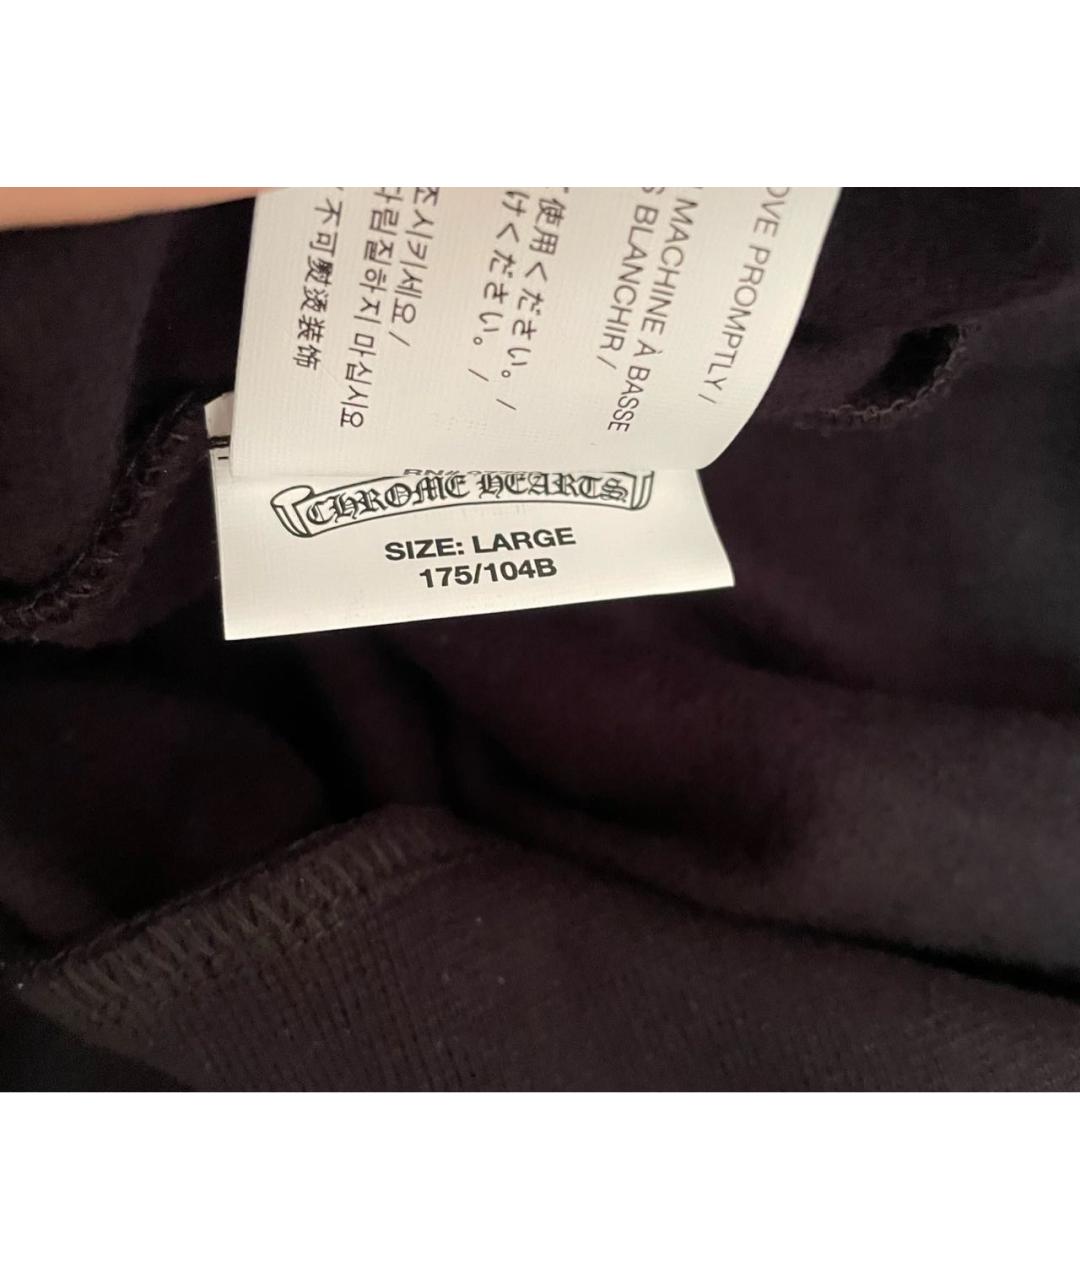 OVE PROMPTLY /
MACHINE À BASSE
S BLANCHIR /
使用ください。/
けください。/
조시키세요 /
다림질하지 마십시요
/ 不可熨烫装饰
CHROME HEARTS
SIZE: LARGE
175/104B